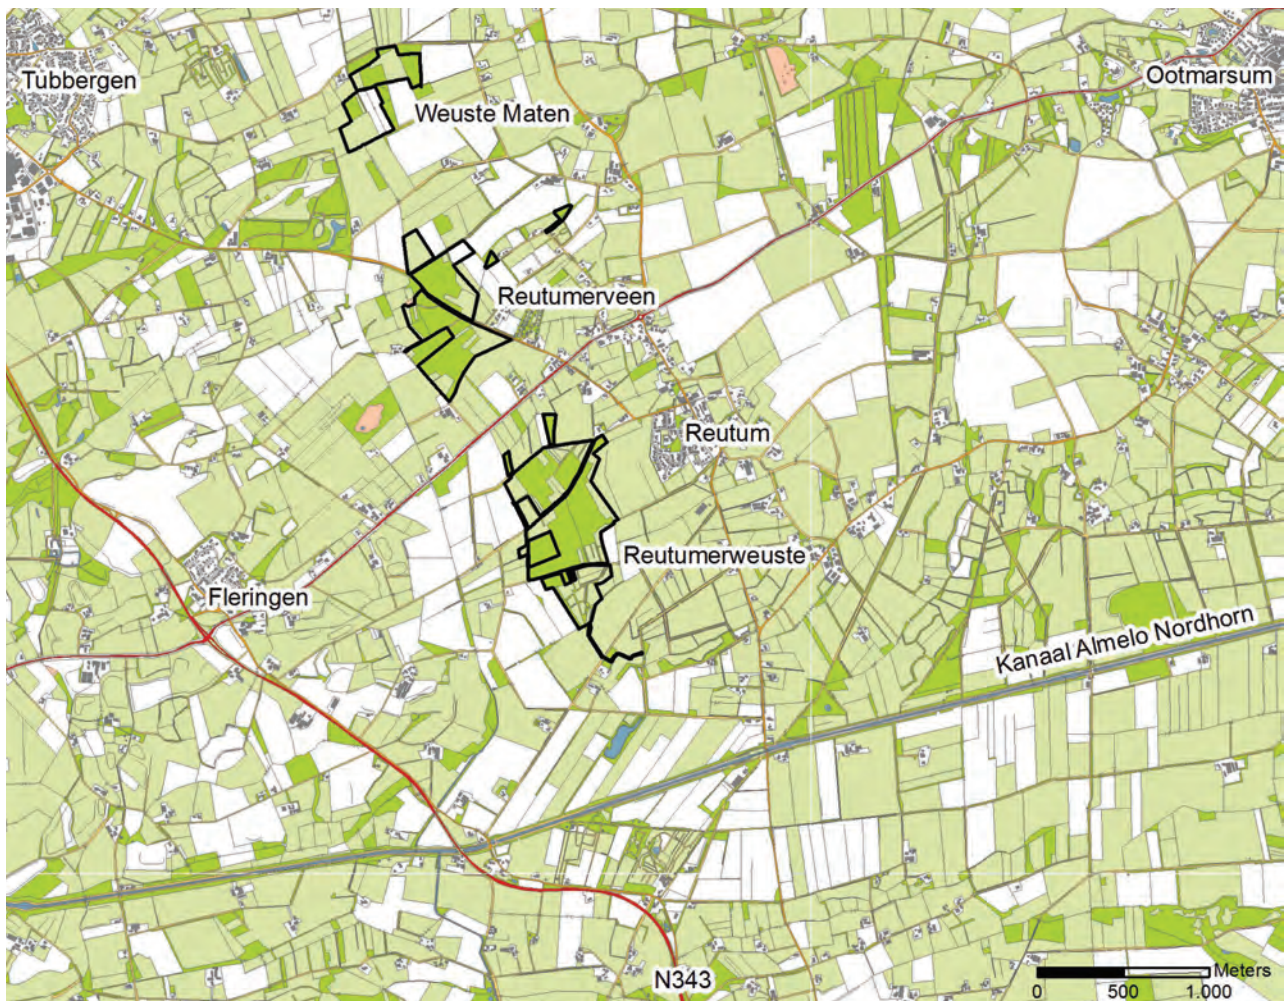 Tubbergen
Ootmarsum
Weuste Maten
Reutumerveen
Reutum
Reutumerweuste
Fleringen
Kanaal Almelo Nordhorn
N343
Meters
0 500 1.000